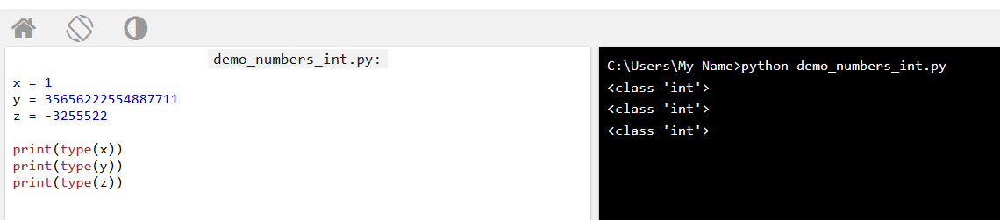 demo_numbers_int.py:
x = 1
y = 35656222554887711
z = -3255522
print(type(x))
print(type(y))
print(type(z))
C:\Users\My Name>python demo_numbers_int.py
<class 'int'>
<class 'int'>
<class 'int'>